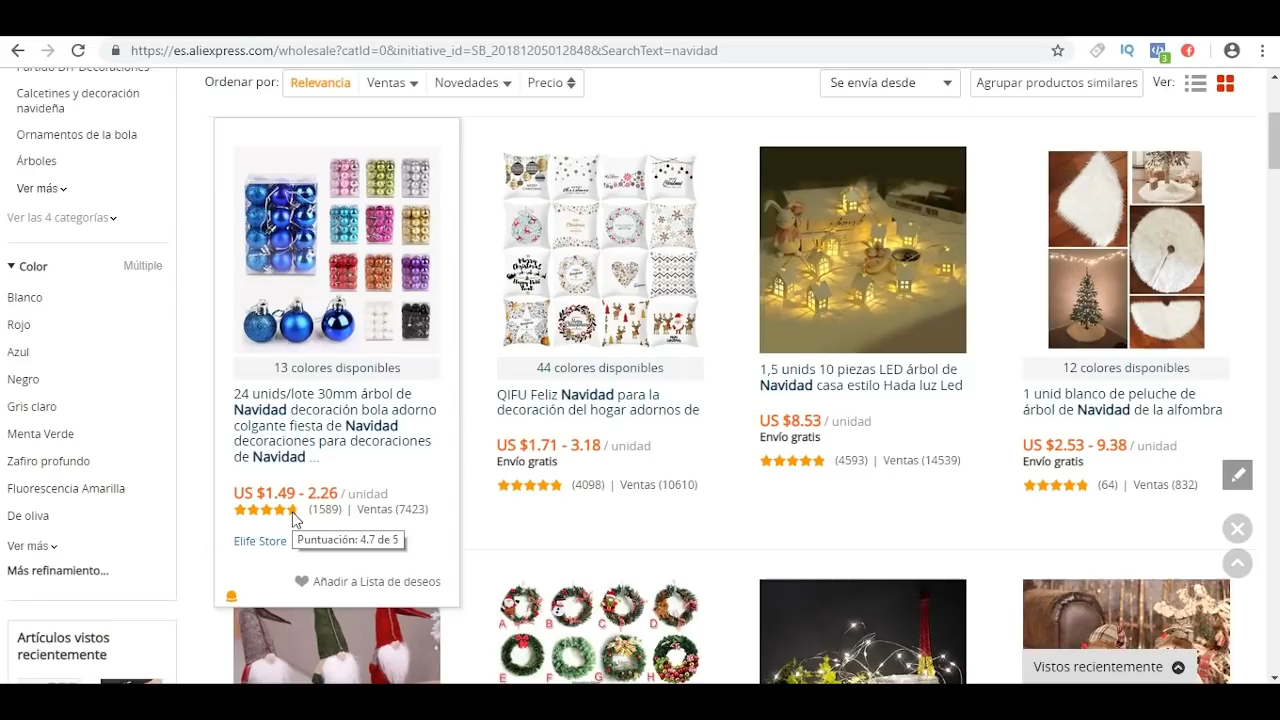 https://es.aliexpress.com/wholesale?catId=0&initiative_id=SB_20181205012848&SearchText=navidad
IQ
3
Partido DIY Decoraciones
Calcetines y decoración
navideña
Ornamentos de la bola
Árboles
Ver más
Ver las 4 categorías
Color
Múltiple
Blanco
Rojo
Azul
Negro
Gris claro
Menta Verde
Zafiro profundo
Fluorescencia Amarilla
De oliva
Ver más
Más refinamiento...
Artículos vistos
recientemente
Ordenar por:
Relevancia
Ventas
Novedades
Precio
Se envía desde
Agrupar productos similares
Ver:
13 colores disponibles
24 unids/lote 30mm árbol de
Navidad decoración bola adorno
colgante fiesta de Navidad
decoraciones para decoraciones
de Navidad ...
US $1.49 - 2.26 / unidad
(1589) | Ventas (7423)
Elife Store
Puntuación: 4.7 de 5
Añadir a Lista de deseos
44 colores disponibles
QIFU Feliz Navidad para la
decoración del hogar adornos de
US $1.71 - 3.18 / unidad
Envío gratis
(4098) | Ventas (10610)
1,5 unids 10 piezas LED árbol de
Navidad casa estilo Hada luz Led
US $8.53 / unidad
Envío gratis
(4593) | Ventas (14539)
12 colores disponibles
1 unid blanco de peluche de
árbol de Navidad de la alfombra
US $2.53 - 9.38 / unidad
Envío gratis
(64) | Ventas (832)
A B C D
E F G H
Vistos recientemente